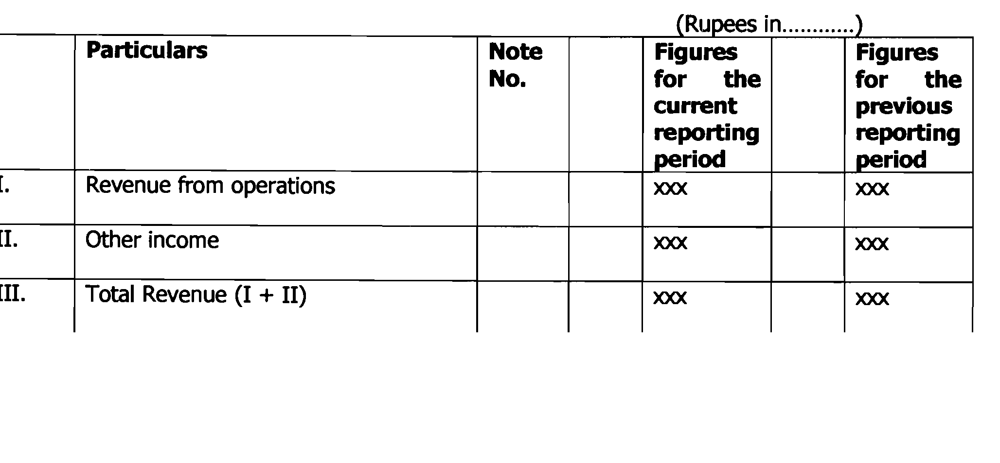 (Rupees in............)
Particulars Note No. Figures for the current reporting period Figures for the previous reporting period
I. Revenue from operations xxx xxx
II. Other income xxx xxx
III. Total Revenue (I + II) xxx xxx